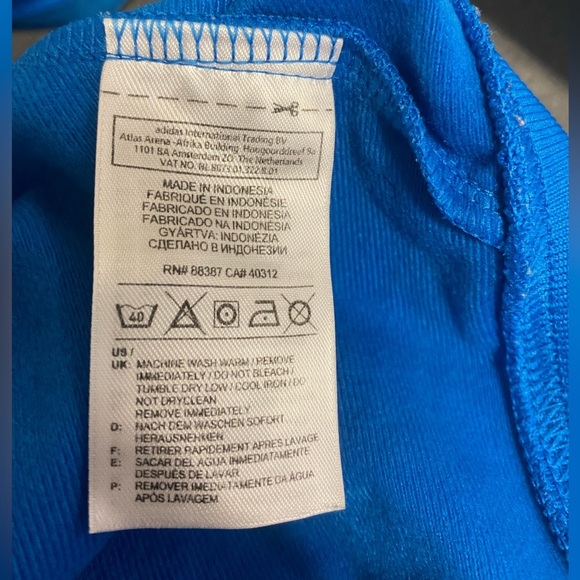 adidas International Trading BV
Atlas Arena -Afrika Building, Hoogoorddreef 9a
1101 BA Amsterdam ZO The Netherlands
VAT NO. NL 8073.01.322.B.01
MADE IN INDONESIA
FABRIQUÉ EN INDONÉSIE
FABRICADO EN INDONESIA
FABRICADO NA INDONÉSIA
GYÁRTVA: INDONÉZIA
СДЕЛАНО В ИНДОНЕЗИИ
RN# 88387 CA# 40312
40
US /
UK: MACHINE WASH WARM / REMOVE
IMMEDIATELY / DO NOT BLEACH /
TUMBLE DRY LOW / COOL IRON / DO
NOT DRYCLEAN
REMOVE IMMEDIATELY
D: NACH DEM WASCHEN SOFORT
HERAUSNEHMEN
F: RETIRER RAPIDEMENT APRES LAVAGE
E: SACAR DEL AGUA INMEDIATAMENTE
DESPUÉS DE LAVAR
P: REMOVER IMEDIATAMENTE DA ÁGUA
APÓS LAVAGEM